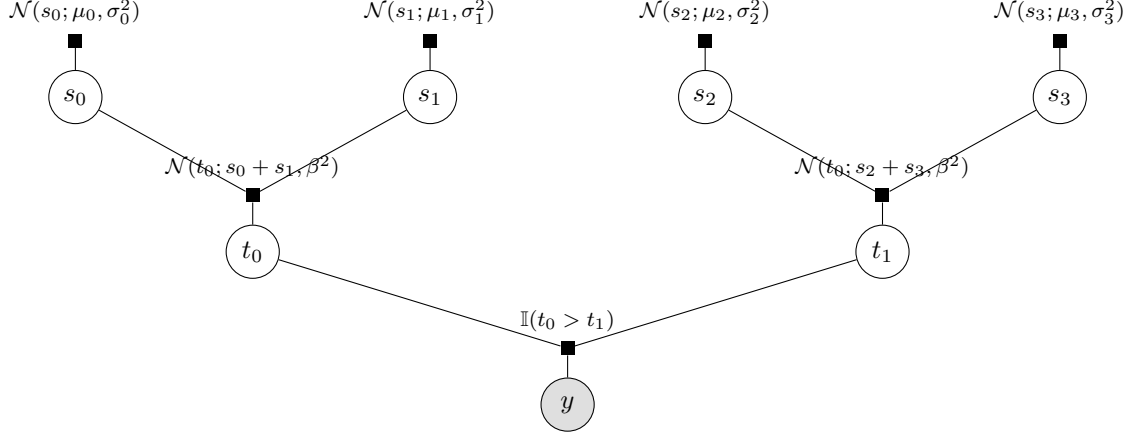 𝒩(s₀; μ₀, σ₀²) 𝒩(s₁; μ₁, σ₁²) 𝒩(s₂; μ₂, σ₂²) 𝒩(s₃; μ₃, σ₃²)
s₀ s₁ s₂ s₃
𝒩(t₀; s₀ + s₁, β²) 𝒩(t₀; s₂ + s₃, β²)
t₀ t₁
𝕀(t₀ > t₁)
y